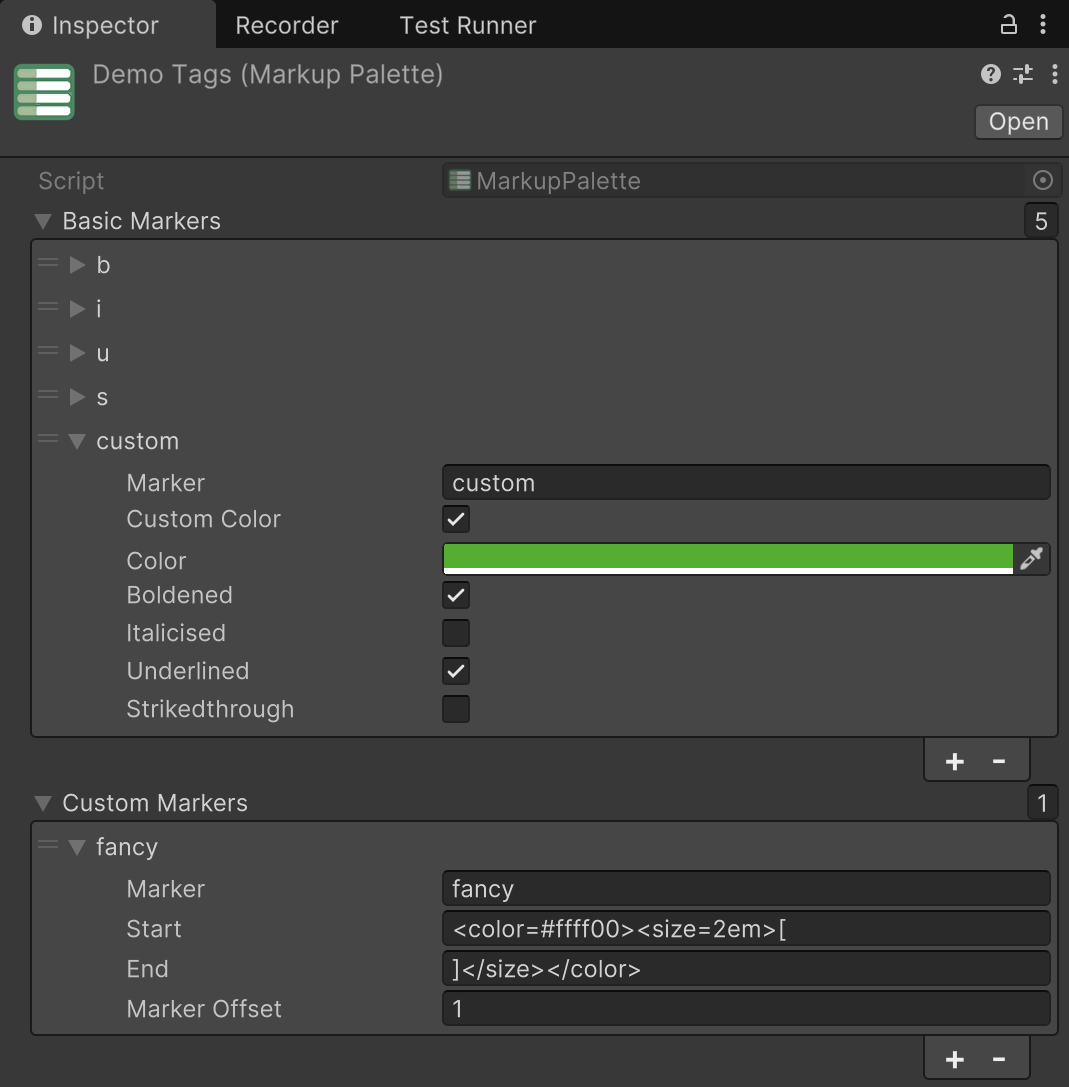 Inspector Recorder Test Runner
Demo Tags (Markup Palette)
Open
Script MarkupPalette
Basic Markers 5
b
i
u
s
custom
Marker custom
Custom Color
Color
Boldened
Italicised
Underlined
Strikedthrough
+ -
Custom Markers 1
fancy
Marker fancy
Start <color=#ffff00><size=2em>[
End ]</size></color>
Marker Offset 1
+ -